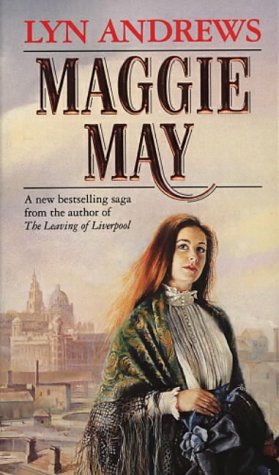 LYN ANDREWS
MAGGIE
MAY
A new bestselling saga
from the author of
The Leaving of Liverpool